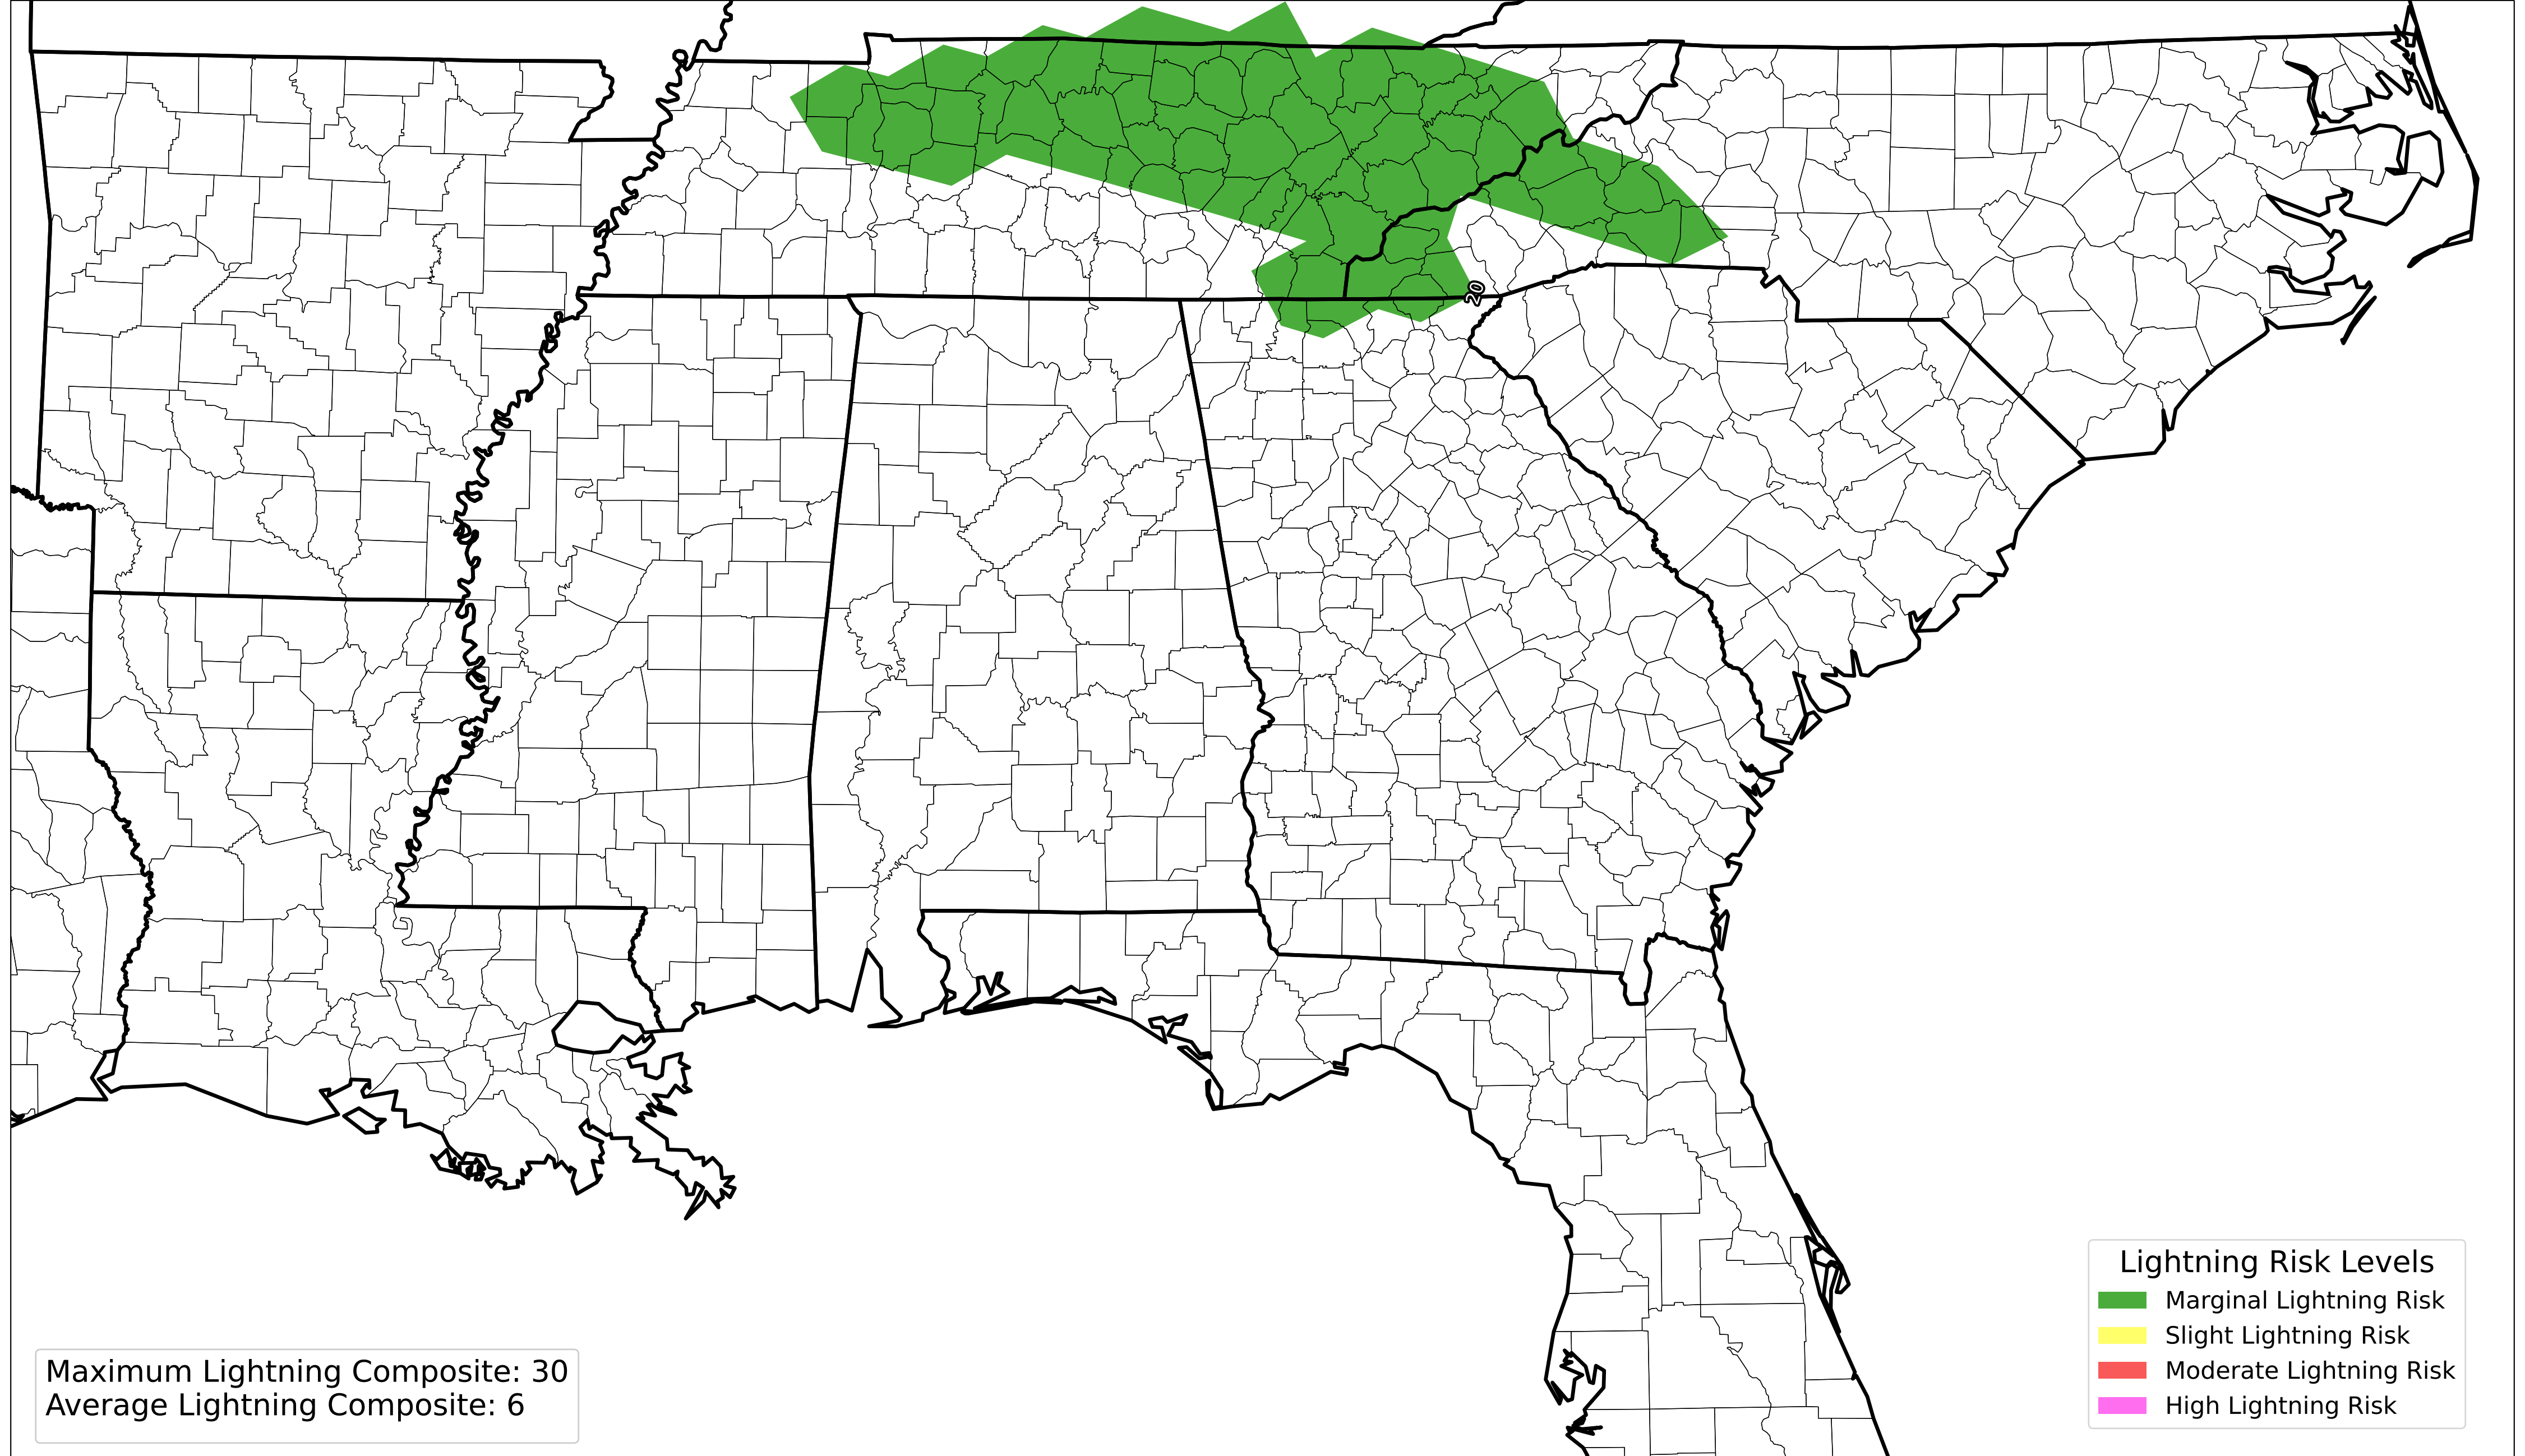 20
Lightning Risk Levels
Marginal Lightning Risk
Slight Lightning Risk
Moderate Lightning Risk
High Lightning Risk
Maximum Lightning Composite: 30
Average Lightning Composite: 6